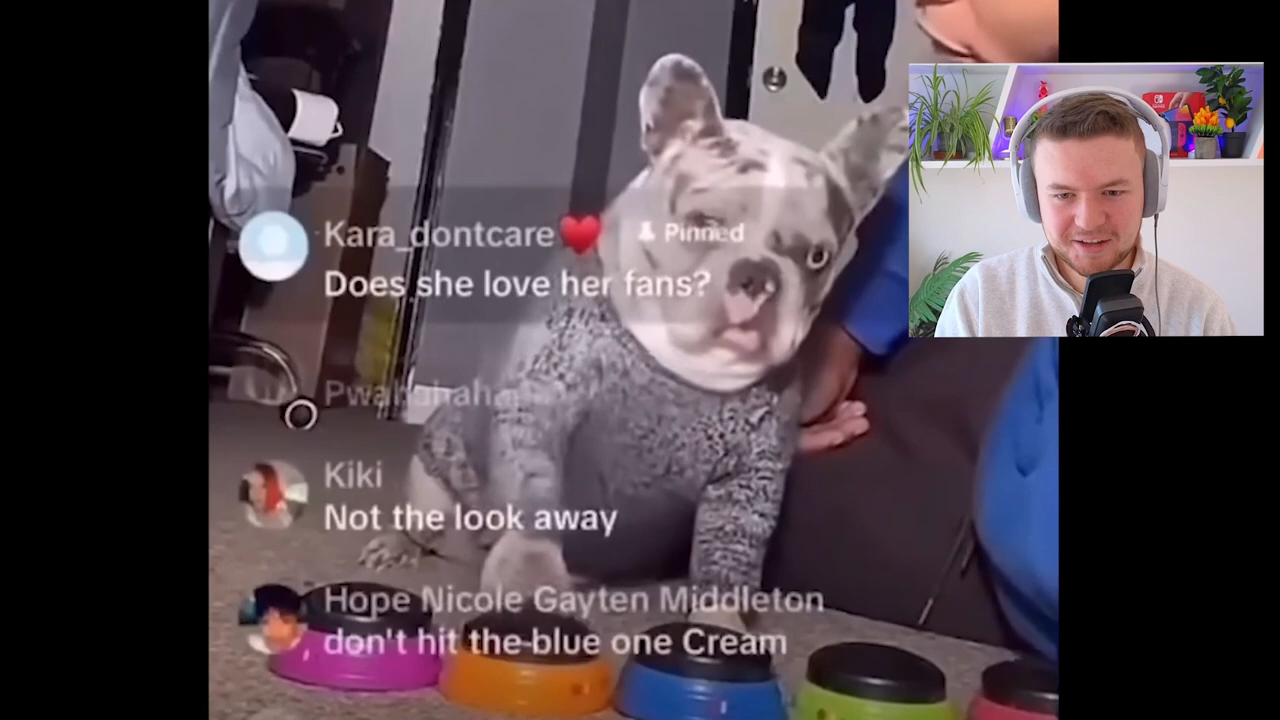 Kara_dontcare❤️ Pinned
Does she love her fans?
Pwahahaha
Kiki
Not the look away
Hope Nicole Gayten Middleton
don't hit the blue one Cream